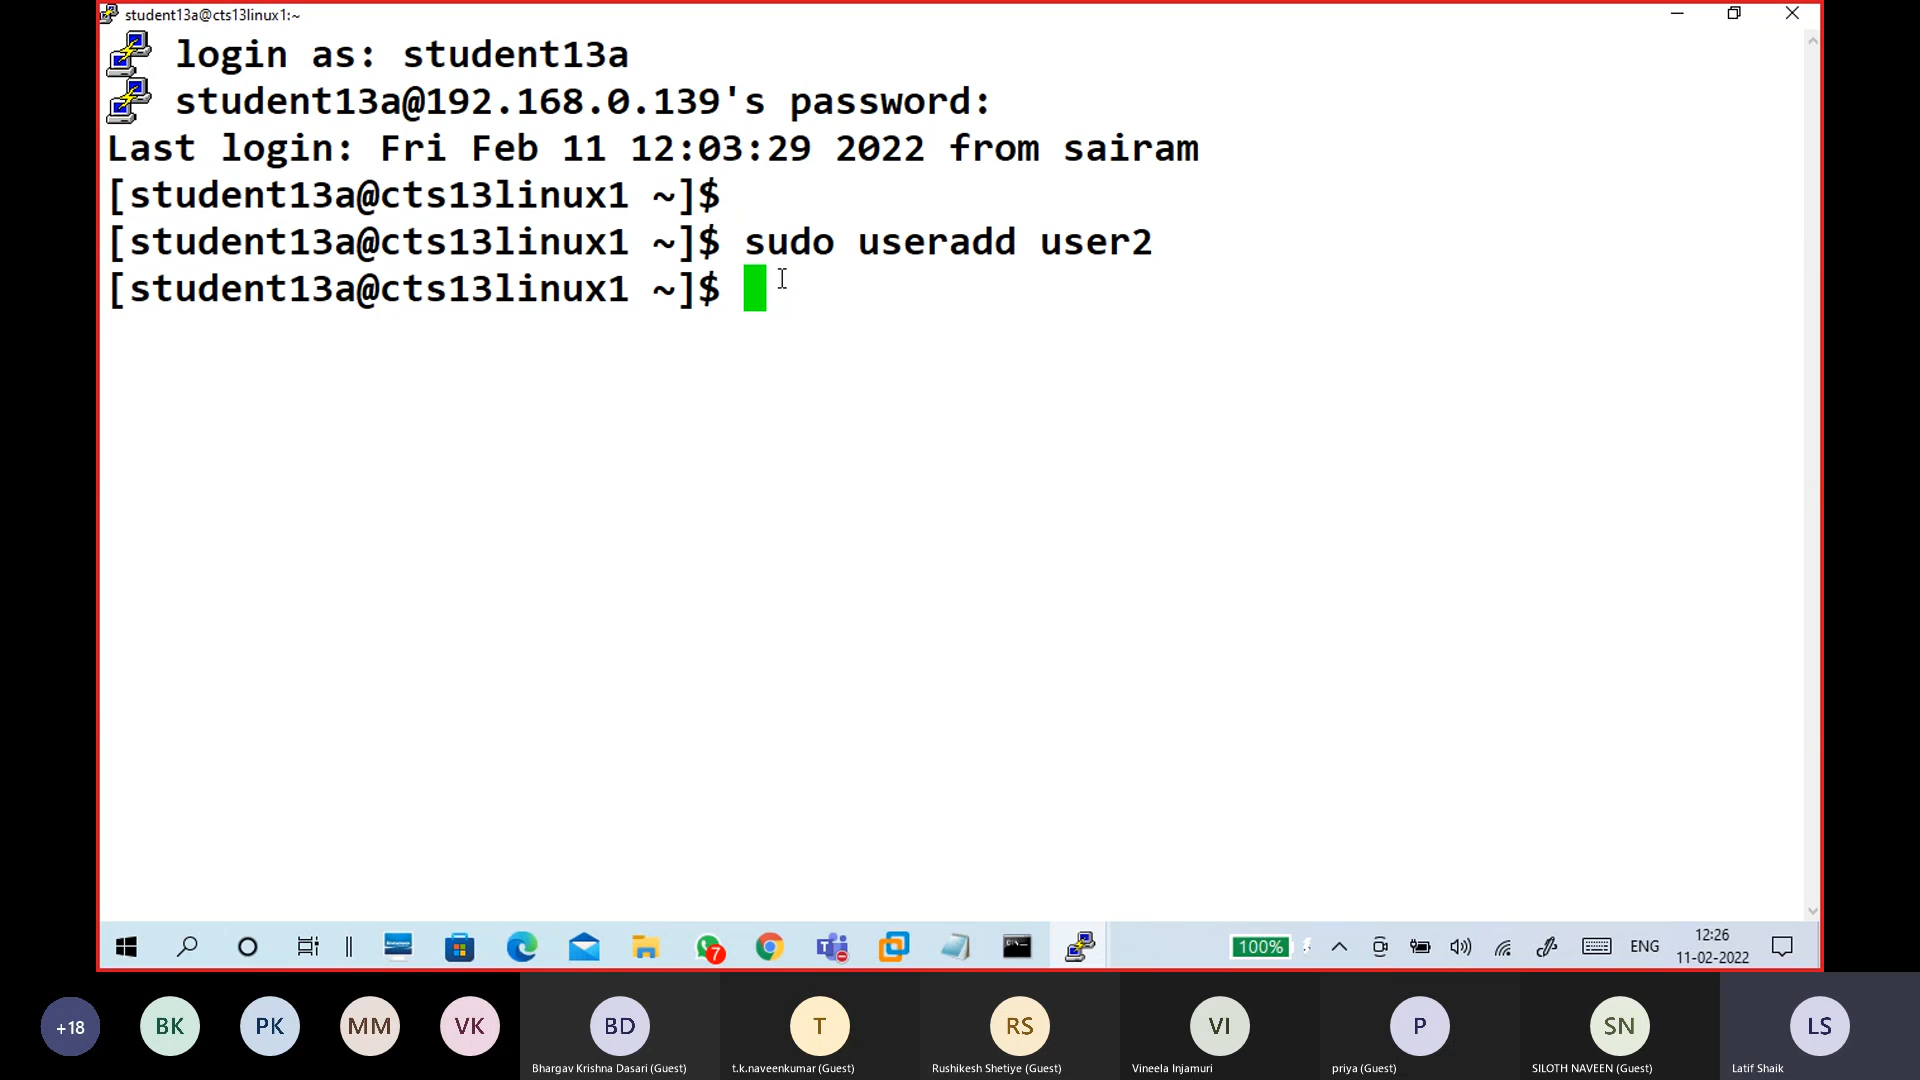 student13a@cts13linux1:~
login as: student13a
student13a@192.168.0.139's password:
Last login: Fri Feb 11 12:03:29 2022 from sairam
[student13a@cts13linux1 ~]$
[student13a@cts13linux1 ~]$ sudo useradd user2
[student13a@cts13linux1 ~]$
7
100%
ENG
12:26
11-02-2022
+18
BK
PK
MM
VK
BD
T
RS
VI
P
SN
LS
Bhargav Krishna Dasari (Guest)
t.k.naveenkumar (Guest)
Rushikesh Shetiye (Guest)
Vineela Injamuri
priya (Guest)
SILOTH NAVEEN (Guest)
Latif Shaik